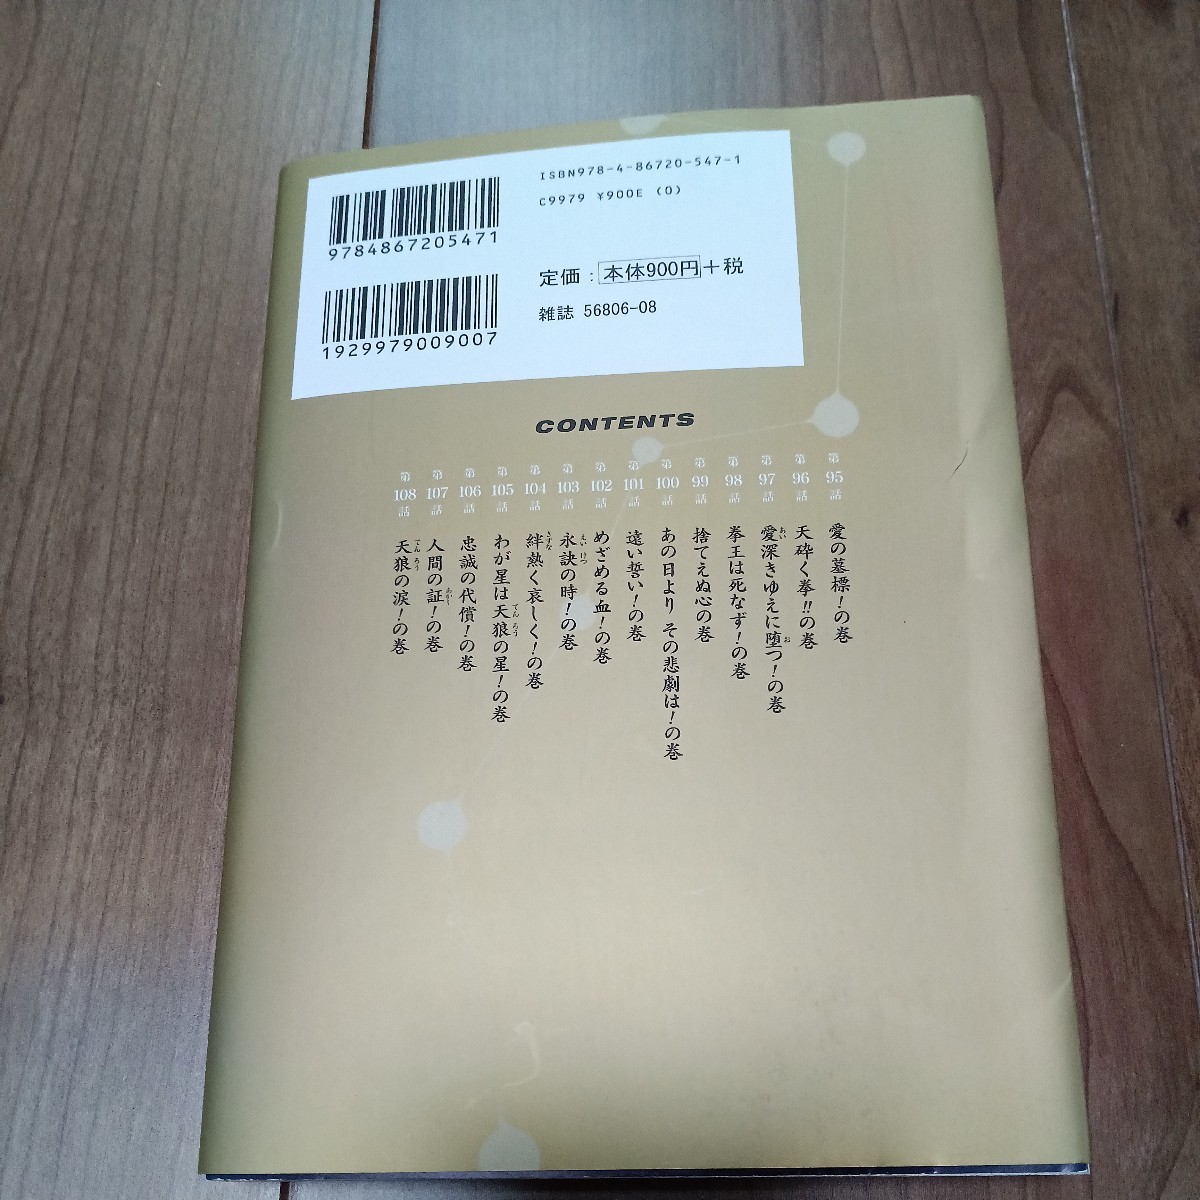 ISBN978-4-86720-547-1
C9979 ¥900E (0)
9784867205471
定価：本体900円+税
雑誌 56806-08
1929979009007
CONTENTS
第95話 愛の墓標！の巻
第96話 天砕く拳!!の巻
第97話 愛深きゆえに堕つ！の巻
第98話 拳王は死なず！の巻
第99話 捨てえぬ心の巻
第100話 あの日より その悲劇は！の巻
第101話 遠い誓い！の巻
第102話 めざめる血！の巻
第103話 永訣の時！の巻
第104話 絆熱く哀しく！の巻
第105話 わが星は天狼の星！の巻
第106話 忠誠の代償！の巻
第107話 人間の証！の巻
第108話 天狼の涙！の巻